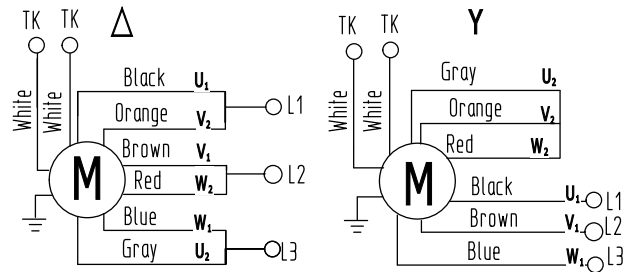 TK TK Δ
White White
Black U₁
Orange V₂ L1
Brown V₁
Red W₂ L2
Blue W₁
Gray U₂ L3
M
TK TK Y
White White
Gray U₂
Orange V₂
Red W₂
M
Black U₁ L1
Brown V₁ L2
Blue W₁ L3